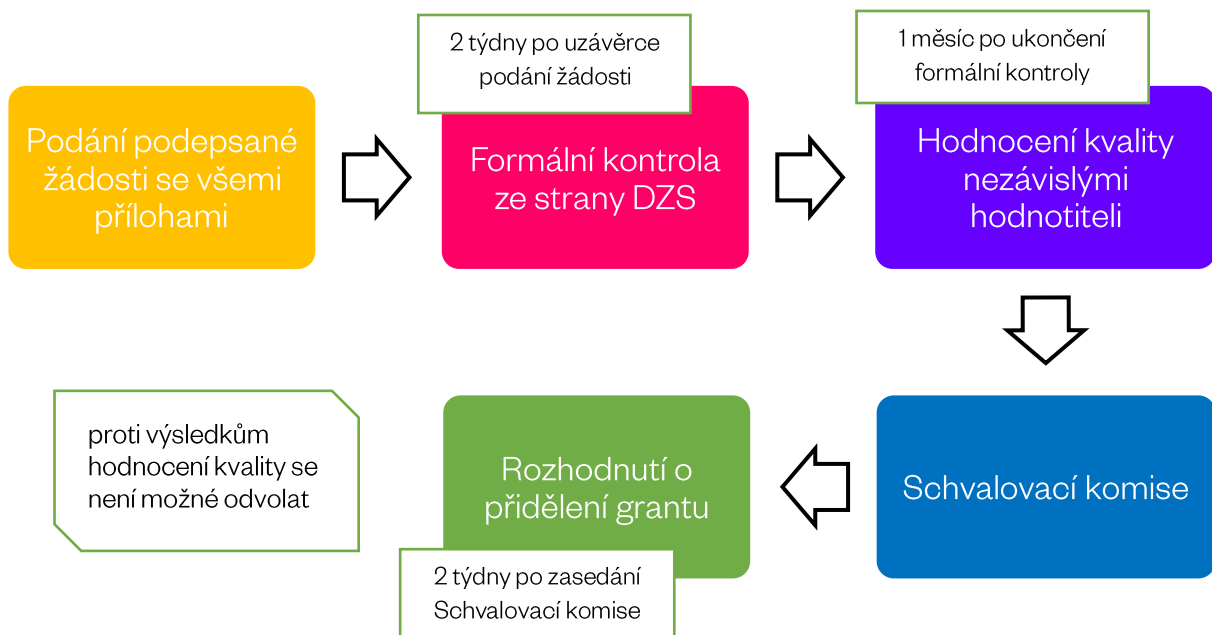 Podání podepsané
žádosti se všemi
přílohami
2 týdny po uzávěrce
podání žádosti
Formální kontrola
ze strany DZS
1 měsíc po ukončení
formální kontroly
Hodnocení kvality
nezávislými
hodnotiteli
Schvalovací komise
Rozhodnutí o
přidělení grantu
2 týdny po zasedání
Schvalovací komise
proti výsledkům
hodnocení kvality se
není možné odvolat